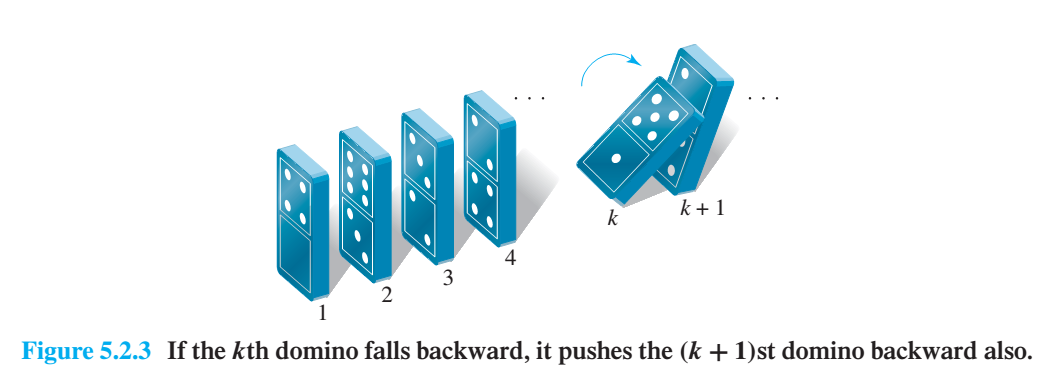 . . .
. . .
k
k + 1
4
3
2
1
Figure 5.2.3 If the kth domino falls backward, it pushes the (k + 1)st domino backward also.